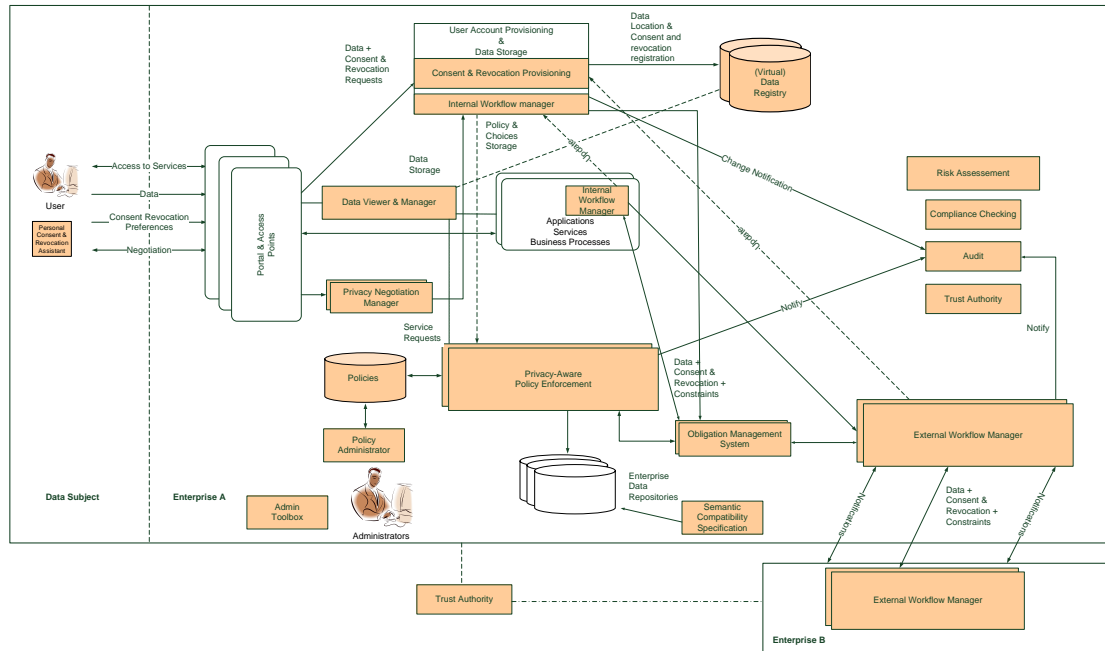 User Account Provisioning
&
Data Storage
Consent & Revocation Provisioning
Internal Workflow manager
Data +
Consent &
Revocation
Requests
Data
Location &
Consent and
revocation
registration
(Virtual)
Data
Registry
Policy &
Choices
Storage
Data
Storage
Update
Update
Change Notification
Risk Assessement
Compliance Checking
Audit
Trust Authority
Access to Services
Data
Consent Revocation
Preferences
Negotiation
User
Personal
Consent &
Revocation
Assistant
Portal & Access
Points
Data Viewer & Manager
Internal
Workflow
Manager
Applications
Services
Business Processes
Privacy Negotiation
Manager
Service
Requests
Notify
Notify
Policies
Privacy-Aware
Policy Enforcement
Data +
Consent &
Revocation +
Constraints
Policy
Administrator
Obligation Management
System
External Workflow Manager
Enterprise
Data
Repositories
Semantic
Compatibility
Specification
Admin
Toolbox
Administrators
Data Subject
Enterprise A
Notifications
Data +
Consent &
Revocation +
Constraints
Notifications
Trust Authority
External Workflow Manager
Enterprise B